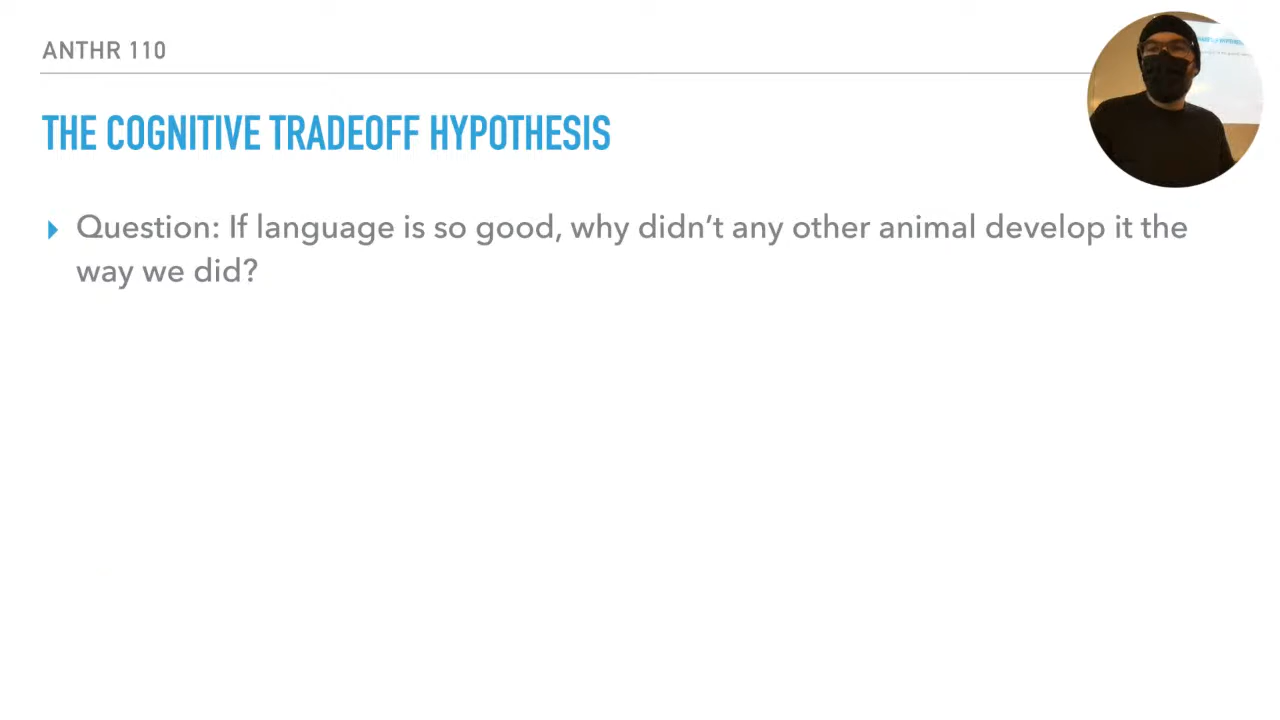 ANTHR 110
THE COGNITIVE TRADEOFF HYPOTHESIS
Question: If language is so good, why didn’t any other animal develop it the
way we did?